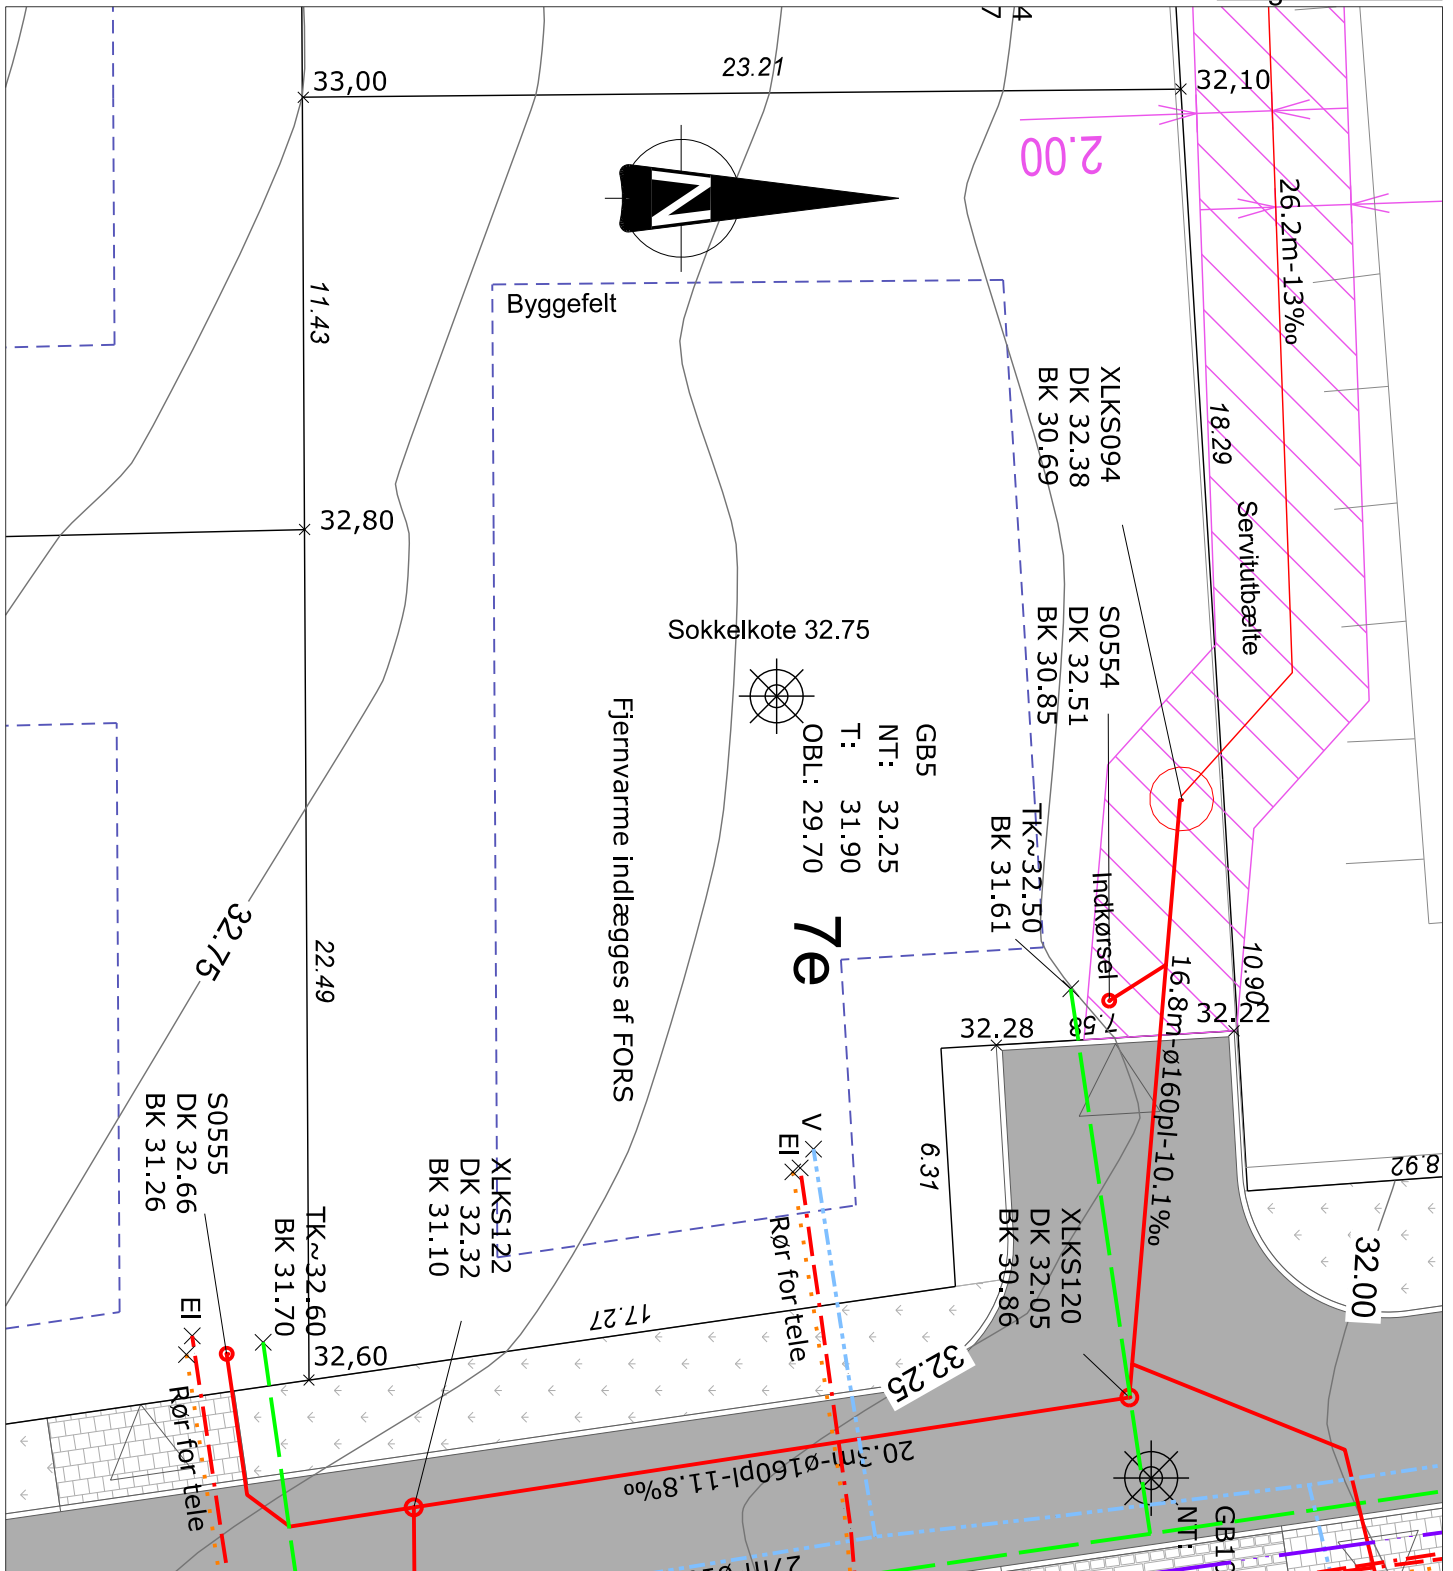 33,00
23.21
32,10
2.00
N
26.2m-13‰
11.43
Byggefelt
XLKS094
DK 32.38
BK 30.69
18.29
Servitutbælte
32,80
Sokkelkote 32.75
S0554
DK 32.51
BK 30.85
GB5
NT: 32.25
T: 31.90
OBL: 29.70
Fjernvarme indlægges af FORS
7e
TK~32.50
BK 31.61
Indkørsel
16.8m-ø160pl-10.1‰
10.90
32.22
32.28
7.58
32.75
22.49
S0555
DK 32.66
BK 31.26
TK~32.60
BK 31.70
XLKS122
DK 32.32
BK 31.10
V
El
Rør for tele
6.31
XLKS120
DK 32.05
BK 30.86
8.92
32.00
17.27
32,60
El
Rør for tele
32.25
20.3m-ø160pl-11.8‰
NT: